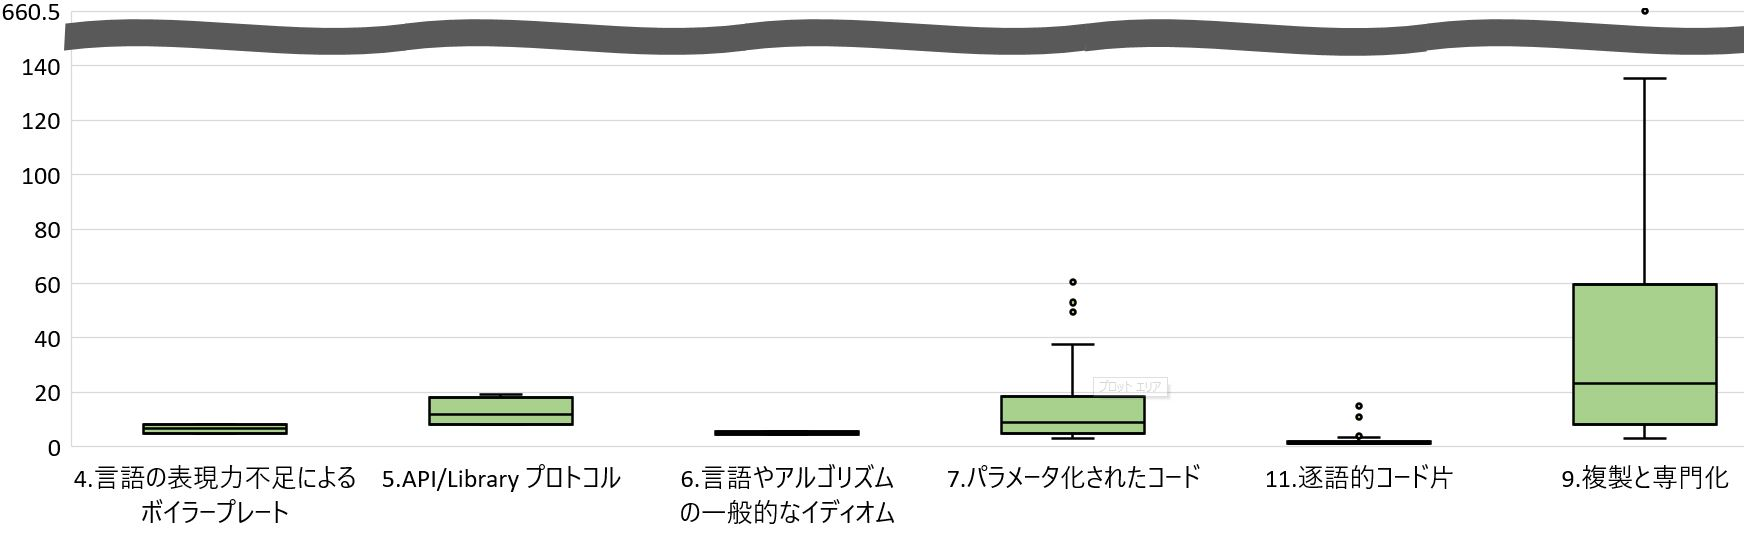 660.5
140
120
100
80
60
40
20
0
プロット エリア
4.言語の表現力不足による
ボイラープレート
5.API/Library プロトコル
6.言語やアルゴリズム
の一般的なイディオム
7.パラメータ化されたコード
11.逐語的コード片
9.複製と専門化